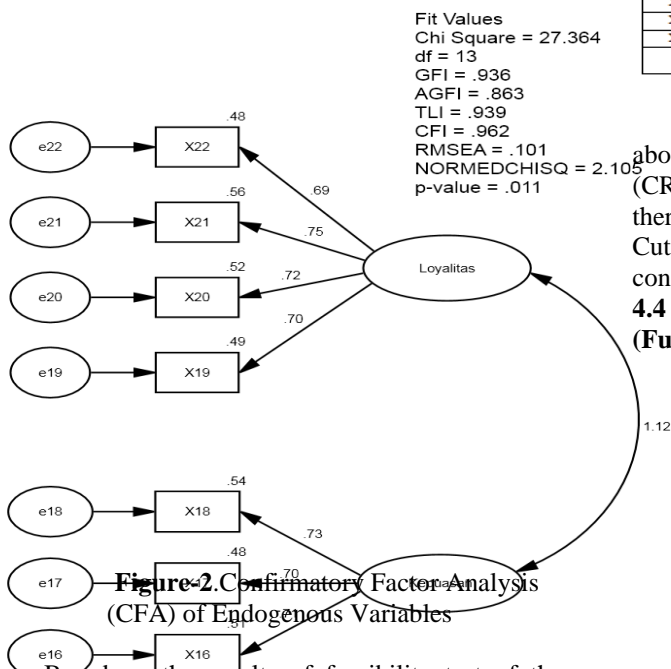 Fit Values
Chi Square = 27.364
df = 13
GFI = .936
AGFI = .863
TLI = .939
CFI = .962
RMSEA = .101
NORMEDCHISQ = 2.105
p-value = .011
abo
(CR
ther
Cut
con
4.4
(Fu
.48
e22 X22
.69
.56
e21 X21
.75
Loyalitas
.52
e20 X20
.72
.49
e19 X19
.70
1.12
.54
e18 X18
.73
.48
e17
.70
Figure-2.Confirmatory Factor Analysis
(CFA) of Endogenous Variables
e16 X16